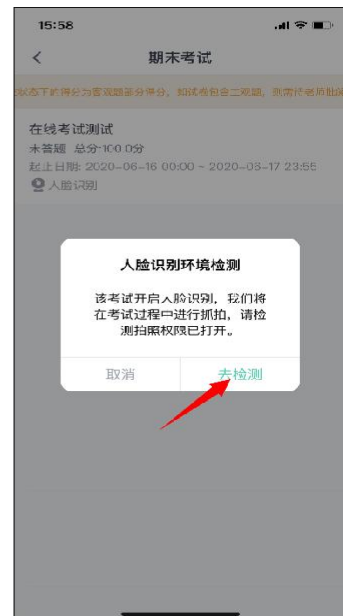 15:58
期末考试
状态下的得分为客观题部分得分，如试卷包含主观题，则需待老师批阅
在线考试测试
未答题 总分100.0分
起止日期: 2020-06-16 00:00 ~ 2020-06-17 23:55
人脸识别
人脸识别环境检测
该考试开启人脸识别，我们将
在考试过程中进行抓拍，请检
测拍照权限已打开。
取消
去检测